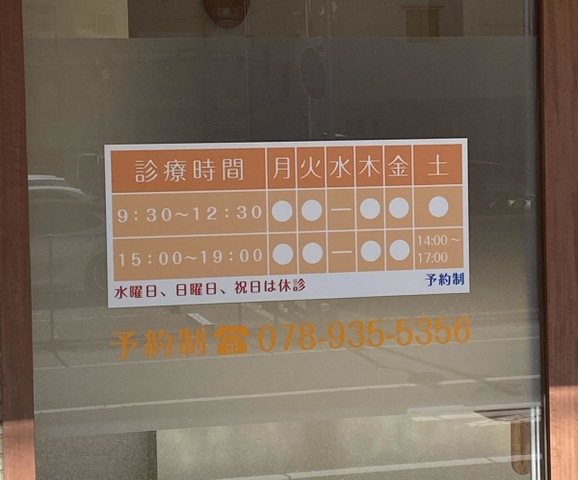 診療時間 月 火 水 木 金 土
9:30～12:30 ● ● — ● ● ●
15:00～19:00 ● ● — ● ● 14:00～17:00
水曜日、日曜日、祝日は休診 予約制
予約制☎078-935-5356